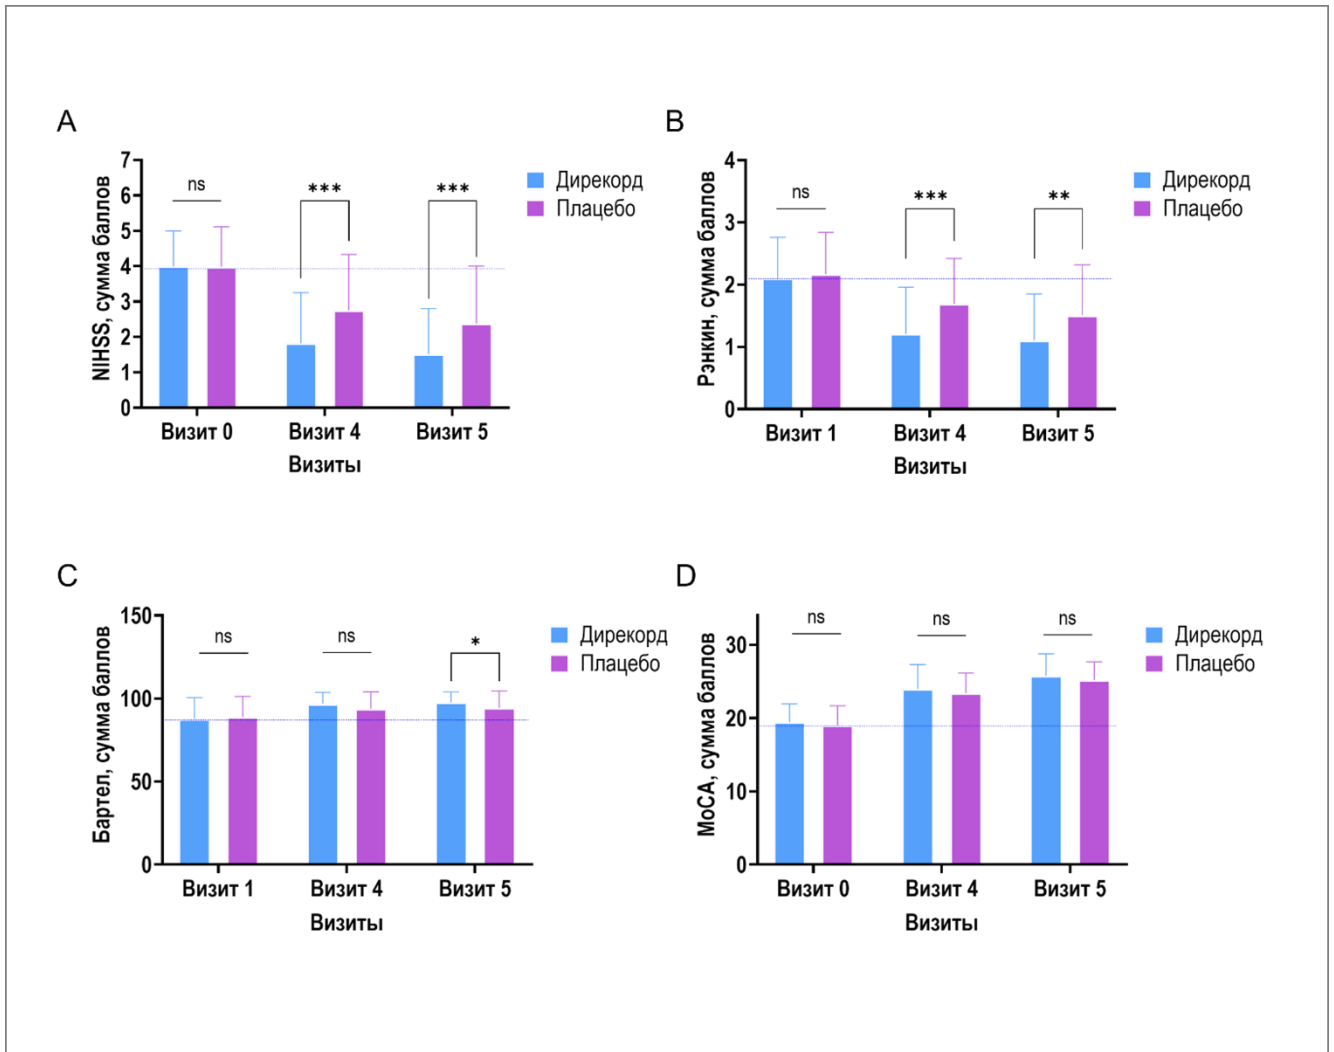 A
NIHSS, сумма баллов
7
6
5
4
3
2
1
0
ns
***
***
Дирекорд
Плацебо
Визит 0 Визит 4 Визит 5
Визиты
B
Рэнкин, сумма баллов
4
3
2
1
0
ns
***
**
Дирекорд
Плацебо
Визит 1 Визит 4 Визит 5
Визиты
C
Бартел, сумма баллов
150
100
50
0
ns
ns
*
Дирекорд
Плацебо
Визит 1 Визит 4 Визит 5
Визиты
D
МоСА, сумма баллов
30
20
10
0
ns
ns
ns
Дирекорд
Плацебо
Визит 0 Визит 4 Визит 5
Визиты